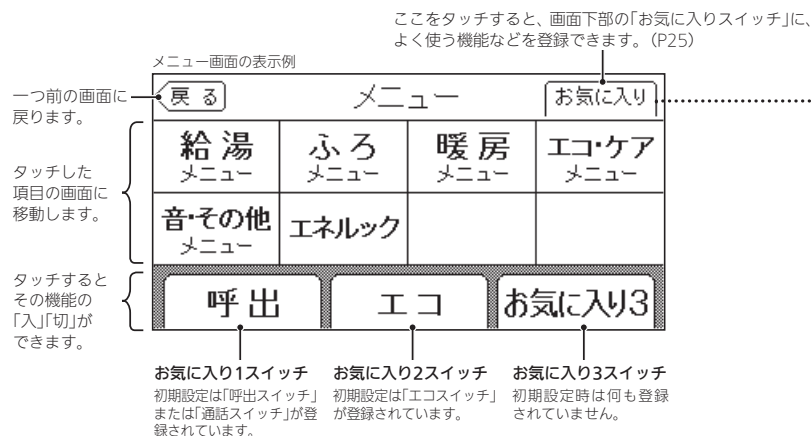 ここをタッチすると、画面下部の「お気に入りスイッチ」に、
よく使う機能などを登録できます。（P25）
メニュー画面の表示例
一つ前の画面に
戻ります。
戻る
メニュー
お気に入り
タッチした
項目の画面に
移動します。
給湯
メニュー
ふろ
メニュー
暖房
メニュー
エコ・ケア
メニュー
音・その他
メニュー
エネルック
タッチすると
その機能の
「入」「切」が
できます。
呼出
エコ
お気に入り3
お気に入り1スイッチ
初期設定は「呼出スイッチ」
または「通話スイッチ」が登
録されています。
お気に入り2スイッチ
初期設定は「エコスイッチ」
が登録されています。
お気に入り3スイッチ
初期設定時は何も登録
されていません。